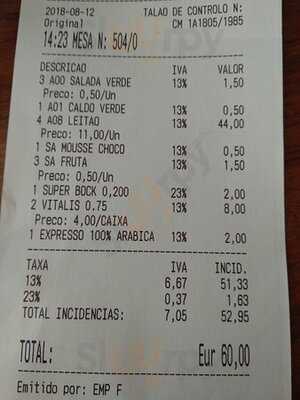 2018-08-12 TALAO DE CONTROLO N:
Original CM 1A1805/1985
14:23 MESA N: 504/0
DESCRICAO IVA VALOR
3 A00 SALADA VERDE 13% 1,50
Preco: 0,50/Un
1 A01 CALDO VERDE 13% 0,50
4 A08 LEITAO 13% 44,00
Preco: 11,00/Un
1 SA MOUSSE CHOCO 13% 0,50
3 SA FRUTA 13% 1,50
Preco: 0,50/Un
1 SUPER BOCK 0,200 23% 2,00
2 VITALIS 0.75 13% 8,00
Preco: 4,00/CAIXA
1 EXPRESSO 100% ARABICA 13% 2,00
TAXA IVA INCID.
13% 6,67 51,33
23% 0,37 1,63
TOTAL INCIDENCIAS: 7,05 52,95
TOTAL: Eur 60,00
Emitido por: EMP F